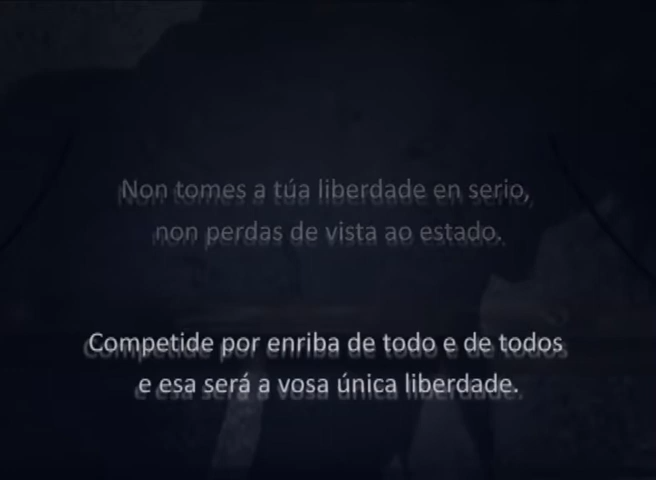 Non tomes a túa liberdade en serio,
non perdas de vista ao estado.
Competide por enriba de todo e de todos
e esa será a vosa única liberdade.